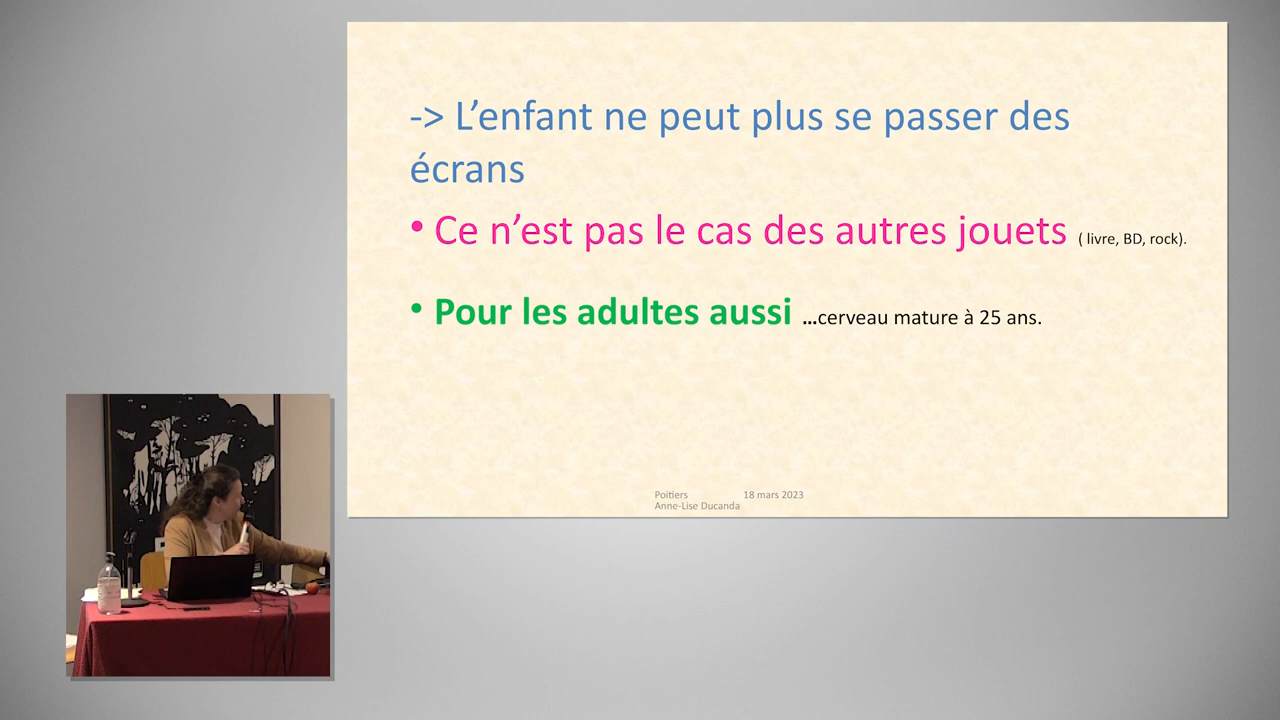 -> L’enfant ne peut plus se passer des
écrans
• Ce n’est pas le cas des autres jouets ( livre, BD, rock).
• Pour les adultes aussi …cerveau mature à 25 ans.
Poitiers 18 mars 2023
Anne-Lise Ducanda